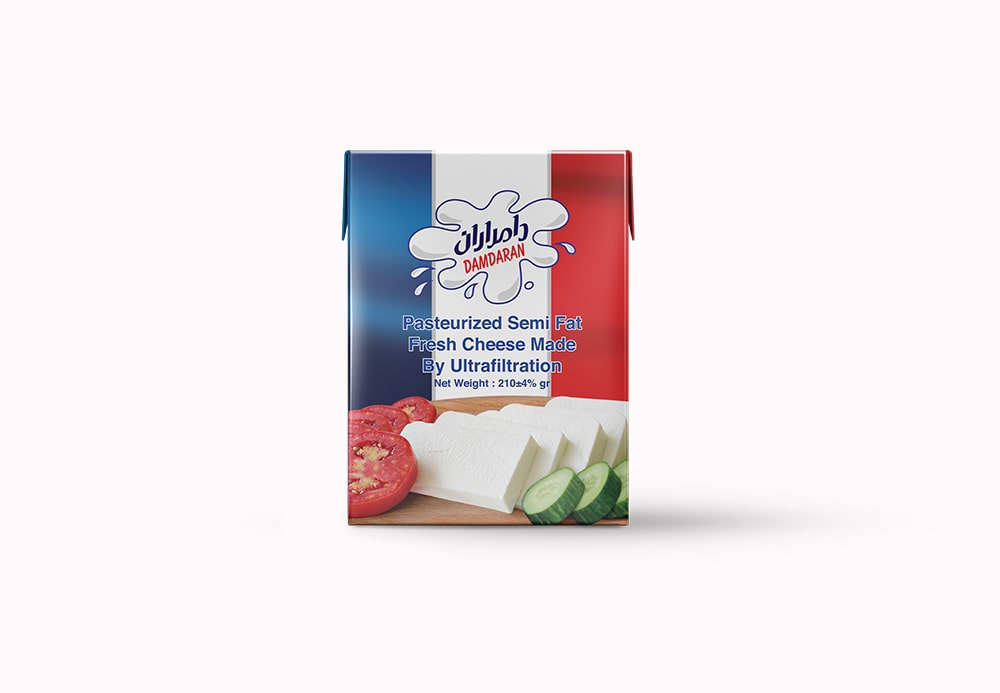 دامداران
DAMDARAN
Pasteurized Semi Fat
Fresh Cheese Made
By Ultrafiltration
Net Weight : 210±4% gr